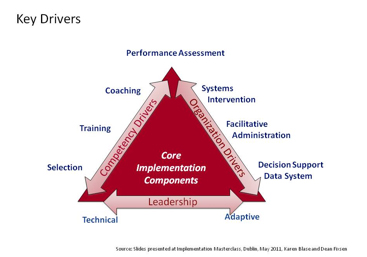 Key Drivers
Performance Assessment
Coaching
Systems
Intervention
Training
Facilitative
Administration
Competency Drivers
Organization Drivers
Core
Implementation
Components
Selection
Decision Support
Data System
Leadership
Technical
Adaptive
Source: Slides presented at Implementation Masterclass, Dublin, May 2011, Karen Blase and Dean Fixsen